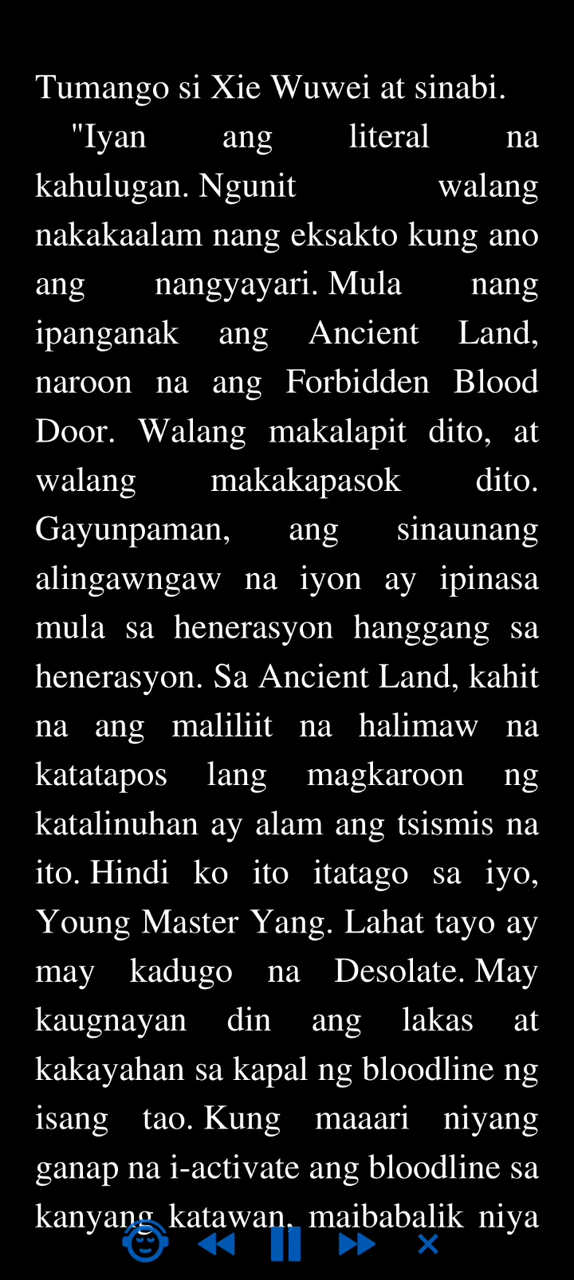 Tumango si Xie Wuwei at sinabi.
"Iyan ang literal na
kahulugan. Ngunit walang
nakakaalam nang eksakto kung ano
ang nangyayari. Mula nang
ipanganak ang Ancient Land,
naroon na ang Forbidden Blood
Door. Walang makalapit dito, at
walang makakapasok dito.
Gayunpaman, ang sinaunang
alingawngaw na iyon ay ipinasa
mula sa henerasyon hanggang sa
henerasyon. Sa Ancient Land, kahit
na ang maliliit na halimaw na
katatapos lang magkaroon ng
katalinuhan ay alam ang tsismis na
ito. Hindi ko ito itatago sa iyo,
Young Master Yang. Lahat tayo ay
may kadugo na Desolate. May
kaugnayan din ang lakas at
kakayahan sa kapal ng bloodline ng
isang tao. Kung maaari niyang
ganap na i-activate ang bloodline sa
kanyang katawan, maibabalik niya